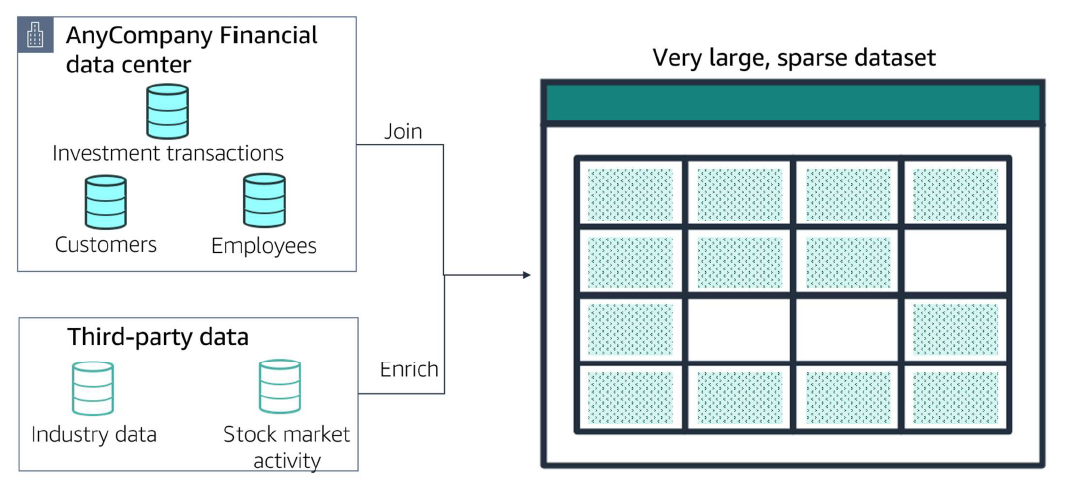 AnyCompany Financial
data center
Investment transactions
Customers
Employees
Join
Third-party data
Industry data
Stock market
activity
Enrich
Very large, sparse dataset